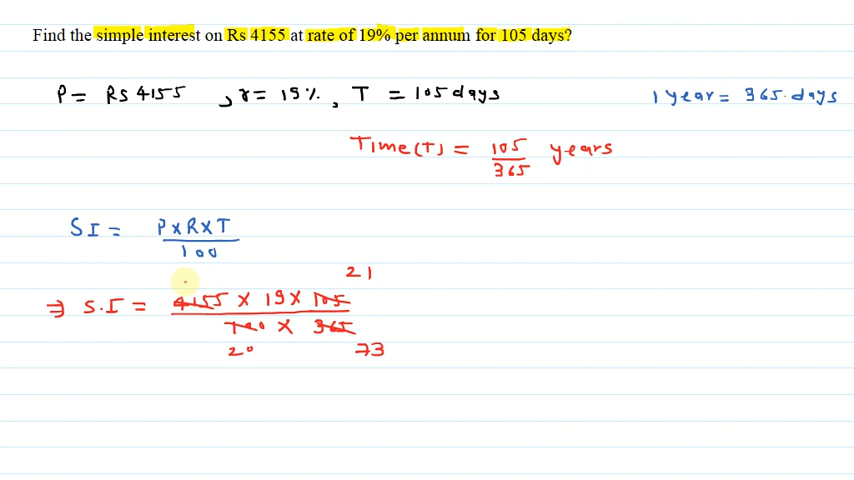 Find the simple interest on Rs 4155 at rate of 19% per annum for 105 days?
P = RS 4155 , r = 19% , T = 105 days 1 year = 365 days
Time (T) = 105/365 years
SI = P x R x T / 100
21
⇒ S.I = 4155 x 19 x 105 / 100 x 365
20 73